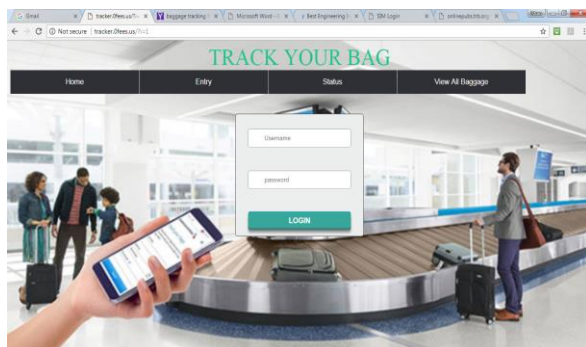 Gmail
tracker.0fees.us/?i=1
baggage tracking
Microsoft Word
Best Engineering
SIM Login
Not secure | tracker.0fees.us/?i=1
TRACK YOUR BAG
Home Entry Status View All Baggage
Username
password
LOGIN